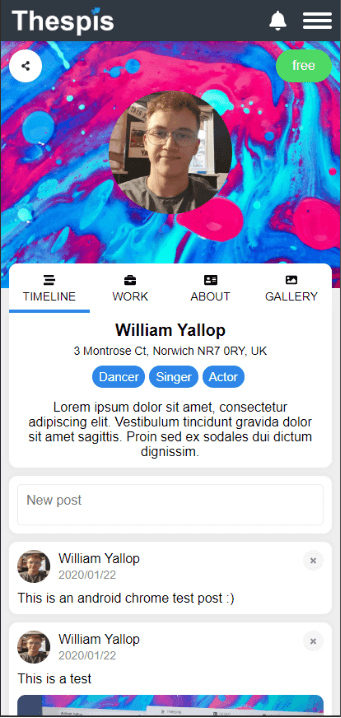 Thespis
free
TIMELINE WORK ABOUT GALLERY
William Yallop
3 Montrose Ct, Norwich NR7 0RY, UK
Dancer Singer Actor
Lorem ipsum dolor sit amet, consectetur
adipiscing elit. Vestibulum tincidunt gravida dolor
sit amet sagittis. Proin sed ex sodales dui dictum
dignissim.
New post
William Yallop
2020/01/22
This is an android chrome test post :)
William Yallop
2020/01/22
This is a test